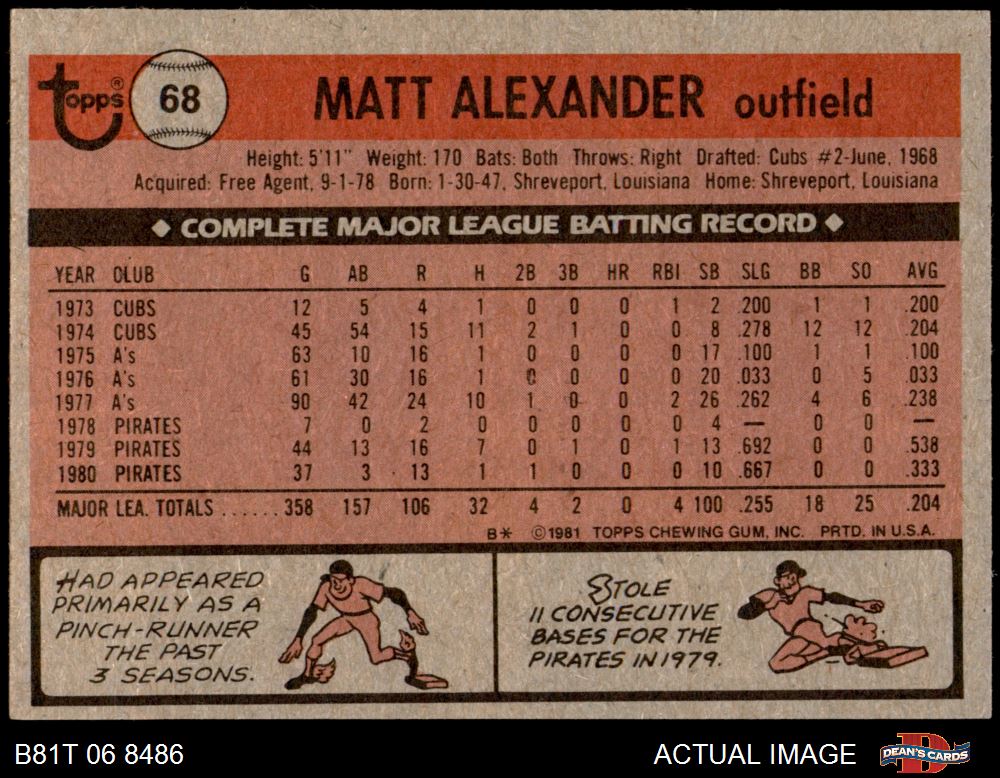 Topps® 68 MATT ALEXANDER outfield
Height: 5'11" Weight: 170 Bats: Both Throws: Right Drafted: Cubs #2-June, 1968
Acquired: Free Agent, 9-1-78 Born: 1-30-47, Shreveport, Louisiana Home: Shreveport, Louisiana
◆ COMPLETE MAJOR LEAGUE BATTING RECORD ◆
YEAR CLUB G AB R H 2B 3B HR RBI SB SLG BB SO AVG
1973 CUBS 12 5 4 1 0 0 0 1 2 .200 1 1 .200
1974 CUBS 45 54 15 11 2 1 0 0 8 .278 12 12 .204
1975 A's 63 10 16 1 0 0 0 0 17 .100 1 1 .100
1976 A's 61 30 16 1 0 0 0 0 20 .033 0 5 .033
1977 A's 90 42 24 10 1 0 0 2 26 .262 4 6 .238
1978 PIRATES 7 0 2 0 0 0 0 0 4 — 0 0 —
1979 PIRATES 44 13 16 7 0 1 0 1 13 .692 0 0 .538
1980 PIRATES 37 3 13 1 1 0 0 0 10 .667 0 0 .333
MAJOR LEA. TOTALS ...... 358 157 106 32 4 2 0 4 100 .255 18 25 .204
B* ©1981 TOPPS CHEWING GUM, INC. PRTD. IN U.S.A.
HAD APPEARED
PRIMARILY AS A
PINCH-RUNNER
THE PAST
3 SEASONS.
STOLE
11 CONSECUTIVE
BASES FOR THE
PIRATES IN 1979.
B81T 06 8486 ACTUAL IMAGE D DEAN'S CARDS